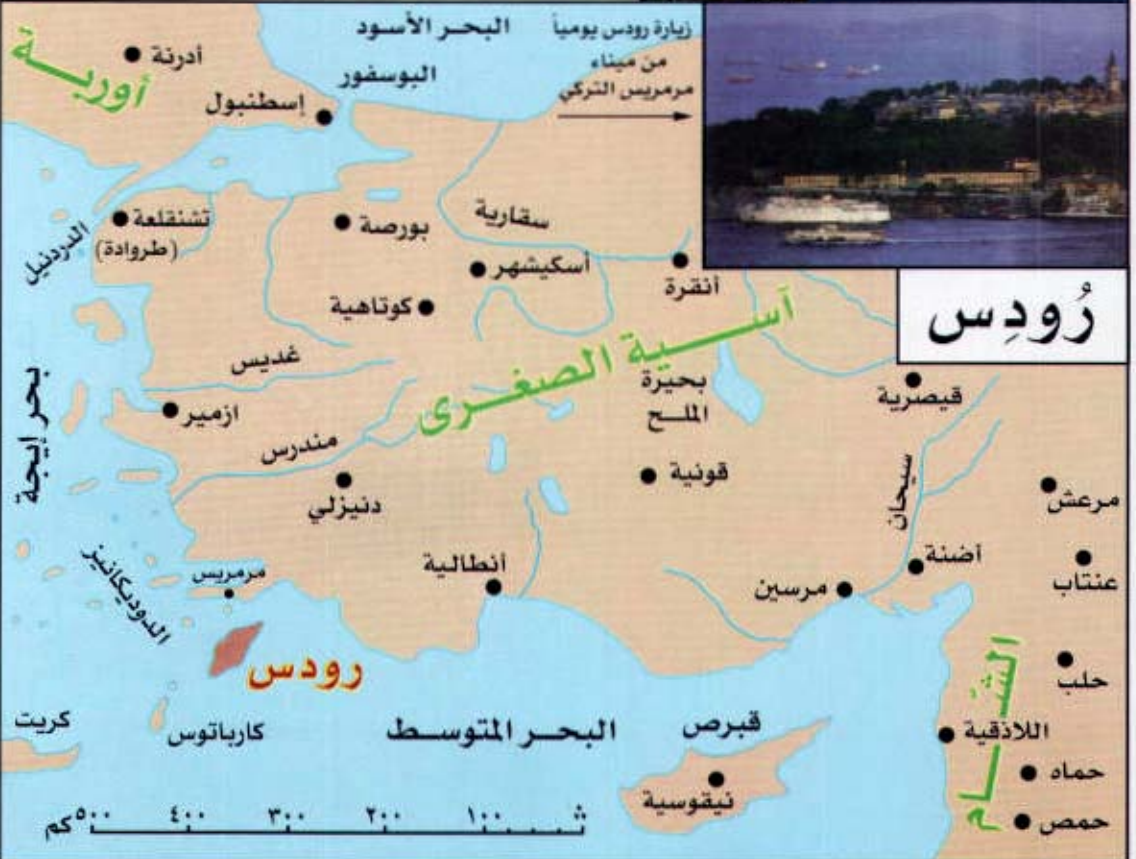 رُودِس
زيارة رودس يومياً
من ميناء
مرمريس التركي
البحر الأسود
البوسفور
أدرنة
أوربة
إسطنبول
تشنقلعة
(طروادة)
الدردنيل
بورصة
سقارية
أسكيشهر
أنقرة
كوتاهية
آسية الصغرى
غديس
بحيرة
الملح
قيصرية
بحر إيجة
ازمير
مندرس
دنيزلي
قونية
سيحان
مرعش
أنطالية
أضنة
عنتاب
مرسين
مرمريس
الدوديكانيز
رودس
الشام
حلب
كريت
كارباتوس
البحر المتوسط
قبرص
اللاذقية
نيقوسية
حماه
حمص
٥٠٠ كم ٤٠٠ ٣٠٠ ٢٠٠ ١٠٠